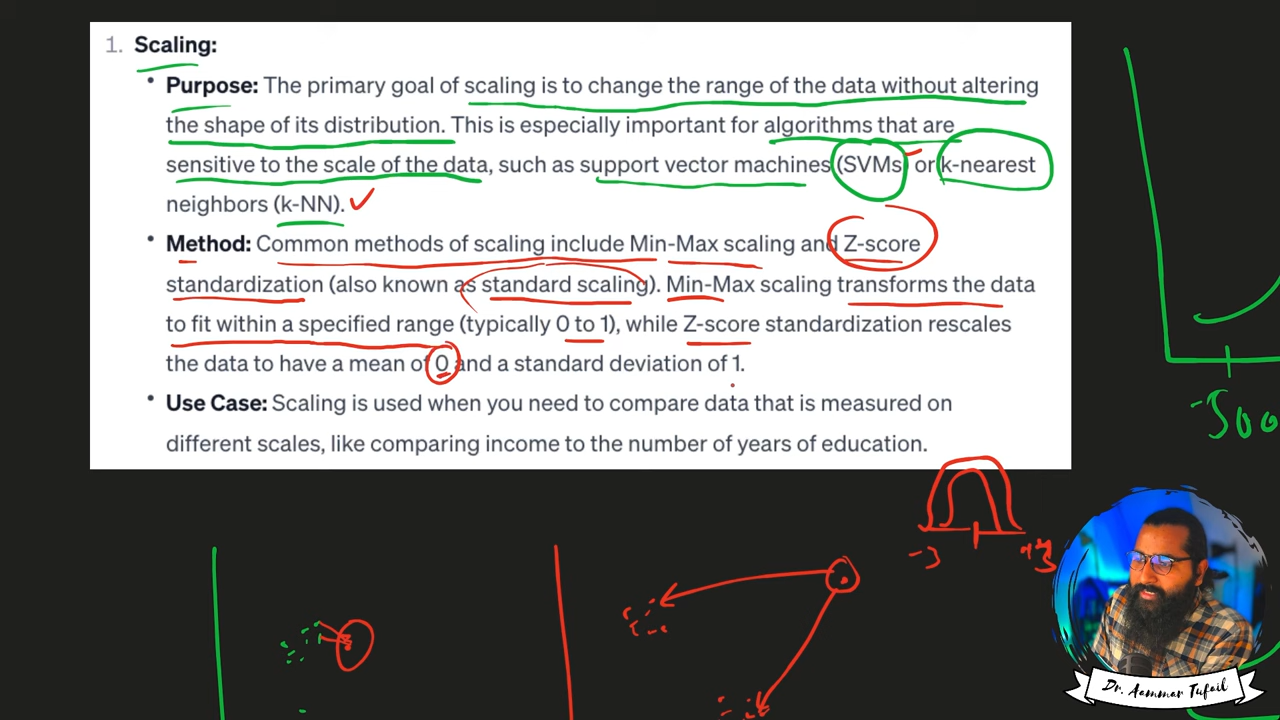 1. Scaling:
• Purpose: The primary goal of scaling is to change the range of the data without altering
the shape of its distribution. This is especially important for algorithms that are
sensitive to the scale of the data, such as support vector machines (SVMs) or k-nearest
neighbors (k-NN).
• Method: Common methods of scaling include Min-Max scaling and Z-score
standardization (also known as standard scaling). Min-Max scaling transforms the data
to fit within a specified range (typically 0 to 1), while Z-score standardization rescales
the data to have a mean of 0 and a standard deviation of 1.
• Use Case: Scaling is used when you need to compare data that is measured on
different scales, like comparing income to the number of years of education.
-500
-3
Dr. Aammar Tufail